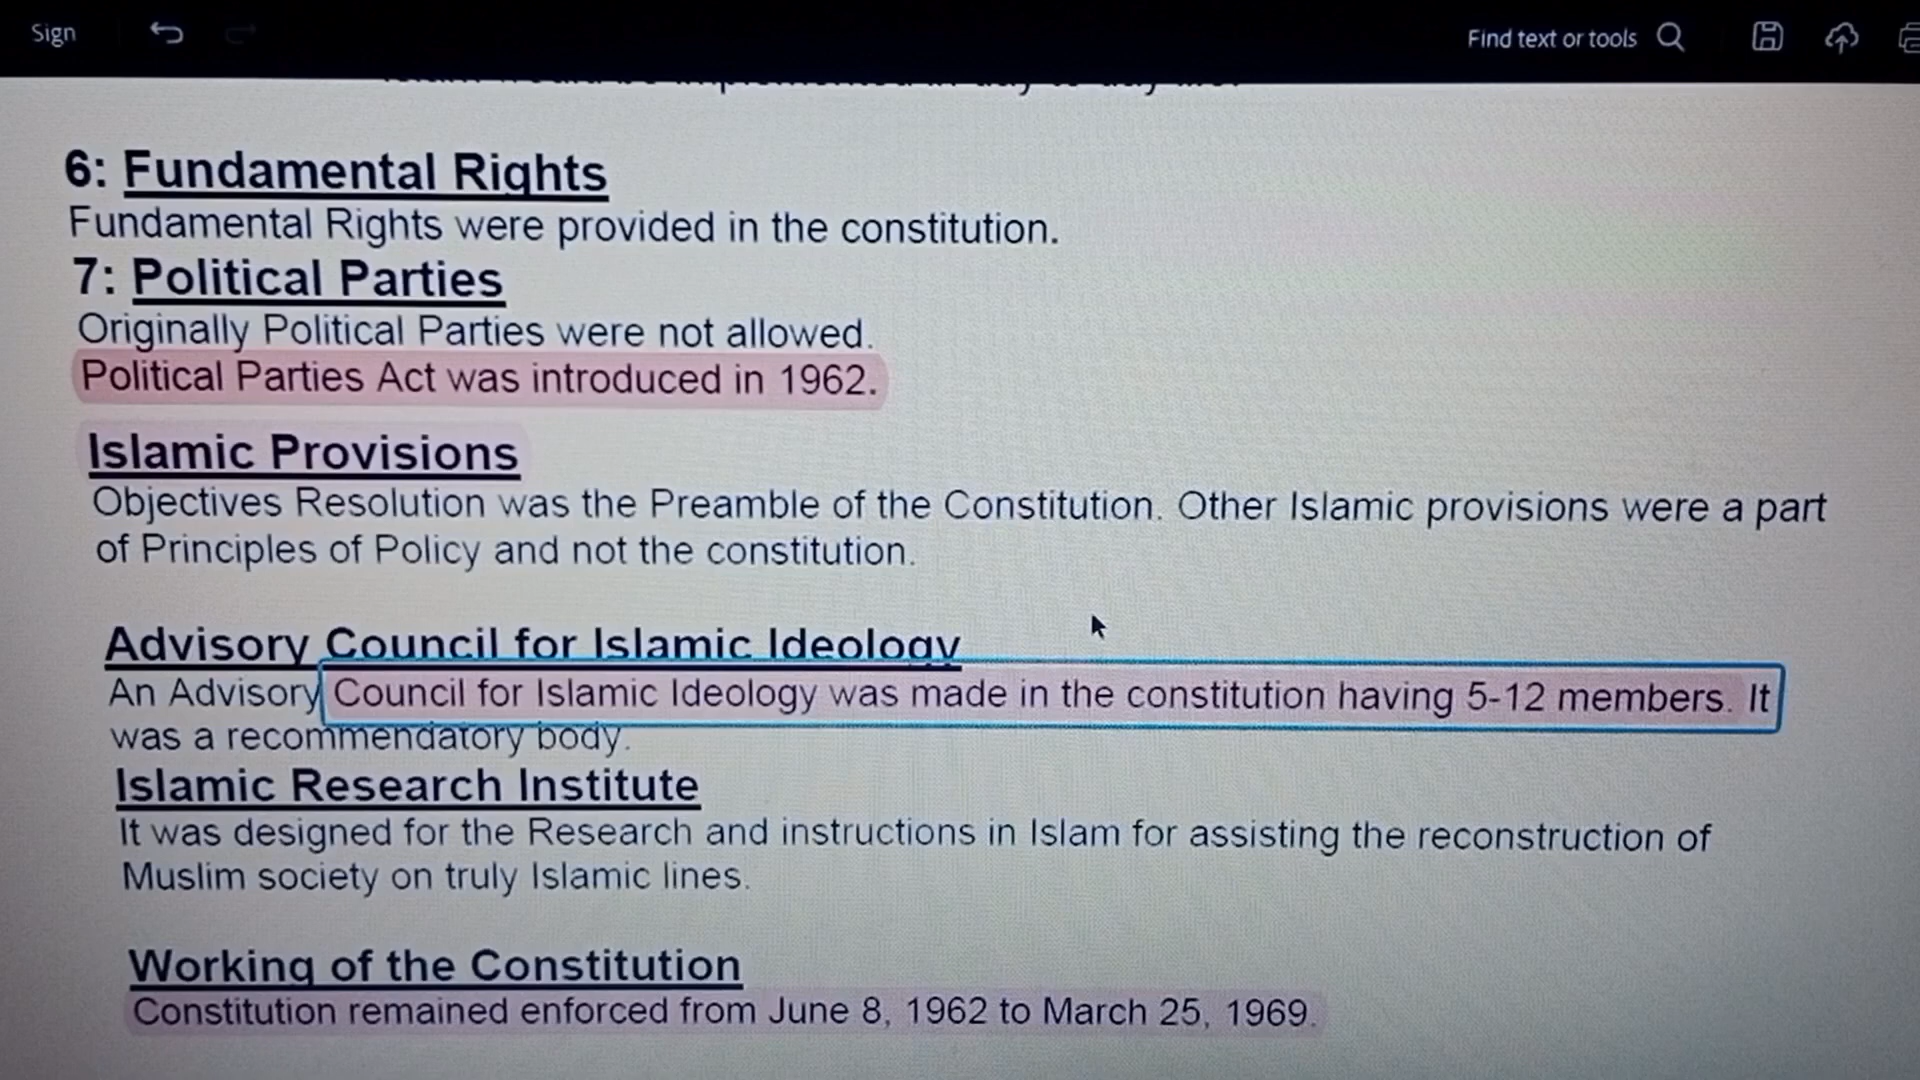 Sign
Find text or tools
6: Fundamental Rights
Fundamental Rights were provided in the constitution.
7: Political Parties
Originally Political Parties were not allowed.
Political Parties Act was introduced in 1962.
Islamic Provisions
Objectives Resolution was the Preamble of the Constitution. Other Islamic provisions were a part
of Principles of Policy and not the constitution.
Advisory Council for Islamic Ideology
An Advisory Council for Islamic Ideology was made in the constitution having 5-12 members. It
was a recommendatory body.
Islamic Research Institute
It was designed for the Research and instructions in Islam for assisting the reconstruction of
Muslim society on truly Islamic lines.
Working of the Constitution
Constitution remained enforced from June 8, 1962 to March 25, 1969.